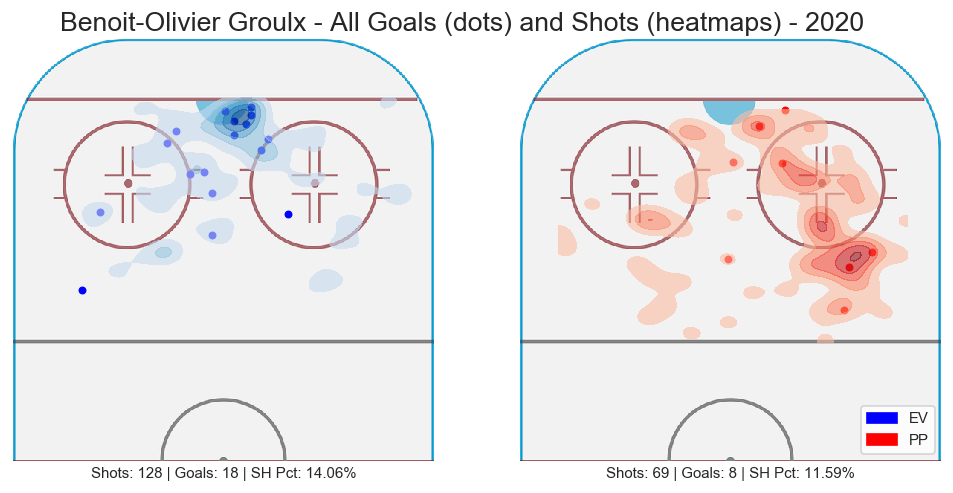 Benoit-Olivier Groulx - All Goals (dots) and Shots (heatmaps) - 2020
EV
PP
Shots: 128 | Goals: 18 | SH Pct: 14.06%
Shots: 69 | Goals: 8 | SH Pct: 11.59%